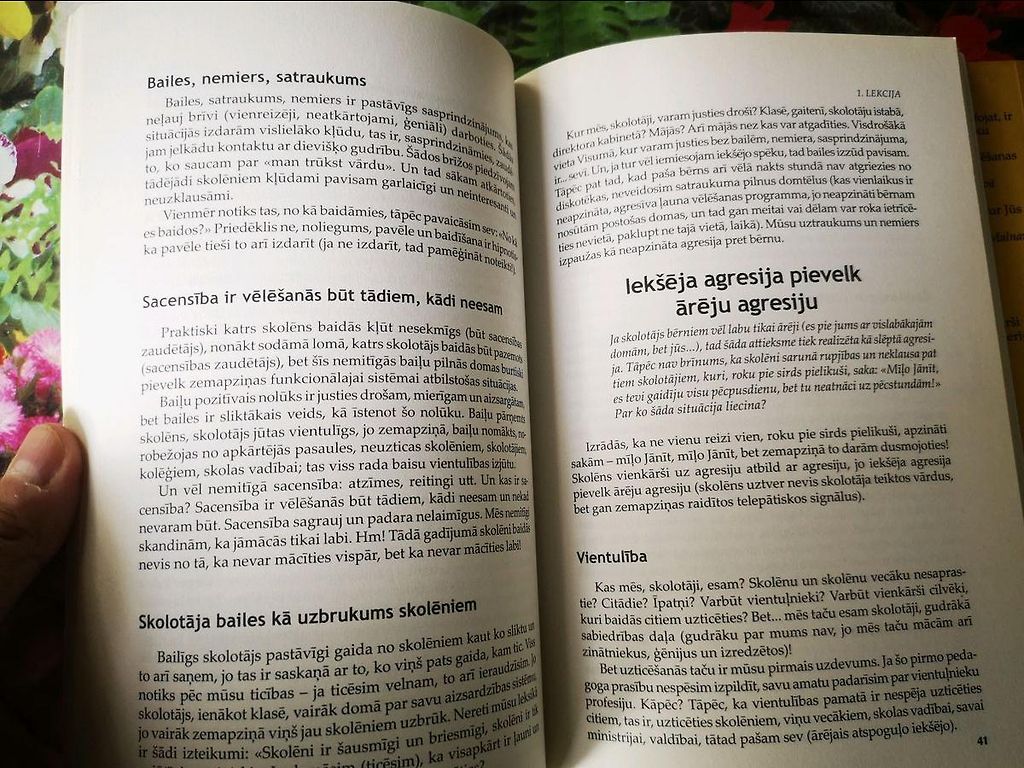 Bailes, nemiers, satraukums
Bailes, satraukums, nemiers ir pastāvīgs sasprindzinājums, kas
neļauj brīvi (vienreizēji, neatkārtojami, ģeniāli) darboties. Šādās
situācijās izdarām vislielāko kļūdu, tas ir, sasprindzināmies, zaudē-
jam jelkādu kontaktu ar dievišķo gudrību. Šādos brīžos piedzīvojam
to, ko saucam par «man trūkst vārdu». Un tad sākam atkārtoties,
tādējādi skolēniem kļūdami pavisam garlaicīgi un neinteresanti un
neuzklausāmi.
Vienmēr notiks tas, no kā baidāmies, tāpēc pavaicāsim sev: «No kā
es baidos?» Priedēklis ne, noliegums, pavēle un baidīšana ir hipnotis-
ka pavēle tieši to arī izdarīt (ja ne izdarīt, tad pamēģināt noteikti!).
Sacensība ir vēlēšanās būt tādiem, kādi neesam
Praktiski katrs skolēns baidās kļūt nesekmīgs (būt sacensības
zaudētājs), nonākt sodāmā lomā, katrs skolotājs baidās būt pazemots
(sacensības zaudētājs), bet šīs nemitīgās baiļu pilnās domas burtiski
pievelk zemapziņas funkcionālajai sistēmai atbilstošas situācijas.
Baiļu pozitīvais nolūks ir justies drošam, mierīgam un aizsargātam,
bet bailes ir sliktākais veids, kā īstenot šo nolūku. Baiļu pārņemts
skolēns, skolotājs jūtas vientulīgs, jo zemapziņā, baiļu nomākts, no-
robežojas no apkārtējās pasaules, neuzticas skolēniem, skolotājiem,
kolēģiem, skolas vadībai; tas viss rada baisu vientulības izjūtu.
Un vēl nemitīgā sacensība: atzīmes, reitingi utt. Un kas ir sa-
censība? Sacensība ir vēlēšanās būt tādiem, kādi neesam un nekad
nevaram būt. Sacensība sagrauj un padara nelaimīgus. Mēs nemitīgi
skandinām, ka jāmācās tikai labi. Hm! Tādā gadījumā skolēni baidās
nevis no tā, ka nevar mācīties vispār, bet ka nevar mācīties labi!
Skolotāja bailes kā uzbrukums skolēniem
Bailīgs skolotājs pastāvīgi gaida no skolēniem kaut ko sliktu un
to arī saņem, jo tas ir saskaņā ar to, ko viņš pats gaida, kam tic. Viss
notiks pēc mūsu ticības – ja ticēsim velnam, to arī ieraudzīsim. Jo
skolotājs, ienākot klasē, vairāk domā par savu aizsardzības sistēmu,
jo vairāk zemapziņā viņš jau skolēniem uzbrūk. Nereti mūsu leksikā
ir šādi izteikumi: «Skolēni ir šausmīgi un briesmīgi, skolēni ir tik
(ticēsim), ka visapkārt ir ļauni un
1. LEKCIJA
Kur mēs, skolotāji, varam justies droši? Klasē, gaitenī, skolotāju istabā,
direktora kabinetā? Mājās? Arī mājās nez kas var atgadīties. Visdrošākā
vieta Visumā, kur varam justies bez bailēm, nemiera, sasprindzinājuma,
ir... sevi. Un, ja tur vēl iemiesojam iekšējo spēku, tad bailes izzūd pavisam.
Tāpēc pat tad, kad paša bērns arī vēlā nakts stundā nav atgriezies no
diskotēkas, neveidosim satraukuma pilnus domtēlus (kas vienlaikus ir
neapzināta, agresīva ļauna vēlēšanas programma, jo neapzināti bērnam
nosūtām postošas domas, un tad gan meitai vai dēlam var roka ietrīcē-
ties nevietā, paklupt ne tajā vietā, laikā). Mūsu uztraukums un nemiers
izpaužas kā neapzināta agresija pret bērnu.
Iekšēja agresija pievelk
ārēju agresiju
Ja skolotājs bērniem vēl labu tikai ārēji (es pie jums ar vislabākajām
domām, bet jūs...), tad šāda attieksme tiek realizēta kā slēptā agresi-
ja. Tāpēc nav brīnums, ka skolēni sarunā rupjības un neklausa pat
tiem skolotājiem, kuri, roku pie sirds pielikuši, saka: «Mīļo Jānīt,
es tevi gaidīju visu pēcpusdienu, bet tu neatnāci uz pēcstundām!»
Par ko šāda situācija liecina?
Izrādās, ka ne vienu reizi vien, roku pie sirds pielikuši, apzināti
sakām – mīļo Jānīt, mīļo Jānīt, bet zemapziņā to darām dusmojoties!
Skolēns vienkārši uz agresiju atbild ar agresiju, jo iekšēja agresija
pievelk ārēju agresiju (skolēns uztver nevis skolotāja teiktos vārdus,
bet gan zemapziņas raidītos telepātiskos signālus).
Vientulība
Kas mēs, skolotāji, esam? Skolēnu un skolēnu vecāku nesapras-
tie? Citādie? Īpatņi? Varbūt vientuļnieki? Varbūt vienkārši cilvēki,
kuri baidās citiem uzticēties? Bet... mēs taču esam skolotāji, gudrākā
sabiedrības daļa (gudrāku par mums nav, jo mēs taču mācām arī
zinātniekus, ģēnijus un izredzētos)!
Bet uzticēšanās taču ir mūsu pirmais uzdevums. Ja šo pirmo peda-
goga prasību nespēsim izpildīt, savu amatu padarīsim par vientuļnieku
profesiju. Kāpēc? Tāpēc, ka vientulības pamatā ir nespēja uzticēties
citiem, tas ir, uzticēties skolēniem, viņu vecākiem, skolas vadībai, savai
ministrijai, valdībai, tātad pašam sev (ārējais atspoguļo iekšējo).
41